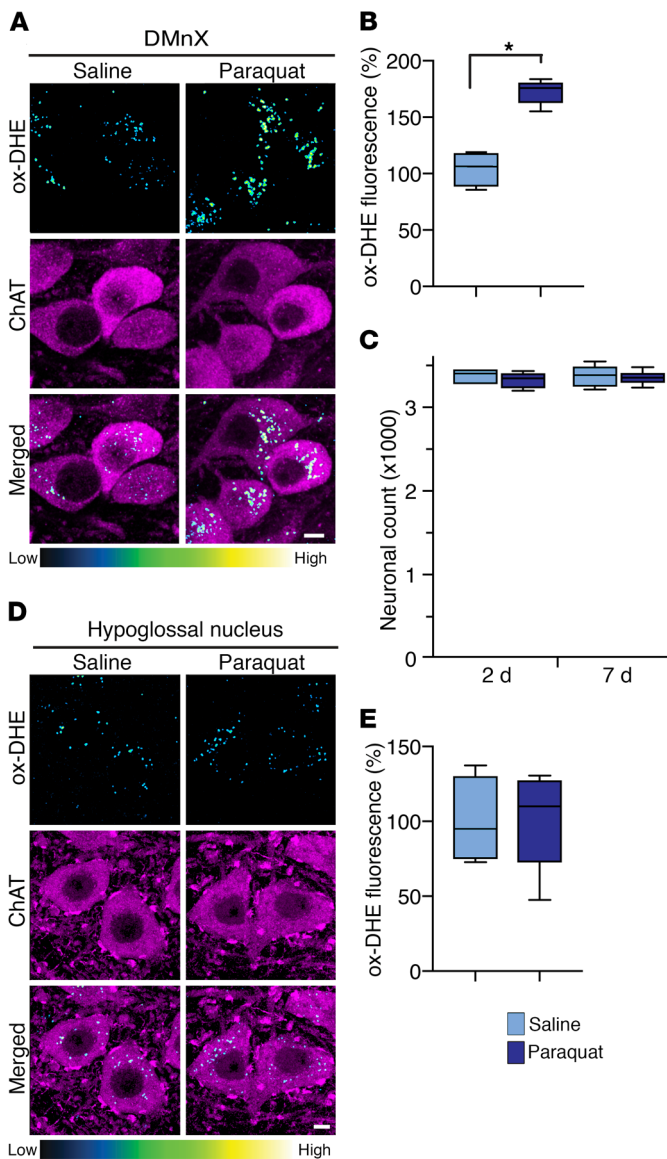 A
DMnX
Saline Paraquat
ox-DHE
ChAT
Merged
Low High
B
ox-DHE fluorescence (%)
200
150
100
50
0
*
C
Neuronal count (x1000)
3
2
1
0
2 d 7 d
D
Hypoglossal nucleus
Saline Paraquat
ox-DHE
ChAT
Merged
Low High
E
ox-DHE fluorescence (%)
150
100
50
0
Saline
Paraquat